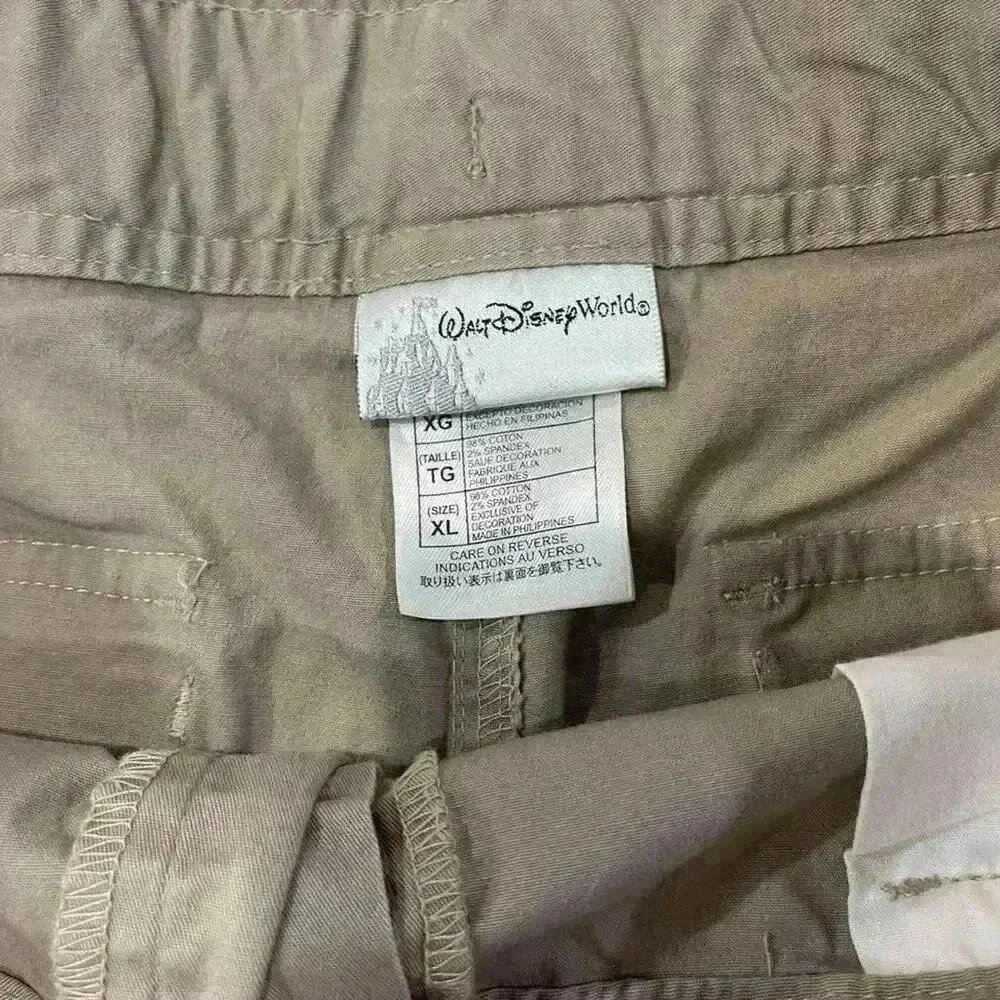 WALT DISNEY World®
XG
EXCEPTO DECORACION
HECHO EN FILIPINAS
(TAILLE)
TG
98% COTON
2% SPANDEX
SAUF DECORATION
FABRIQUE AUX
PHILIPPINES
(SIZE)
XL
98% COTTON
2% SPANDEX
EXCLUSIVE OF
DECORATION
MADE IN PHILIPPINES
CARE ON REVERSE
INDICATIONS AU VERSO
取り扱い表示は裏面を御覧下さい。